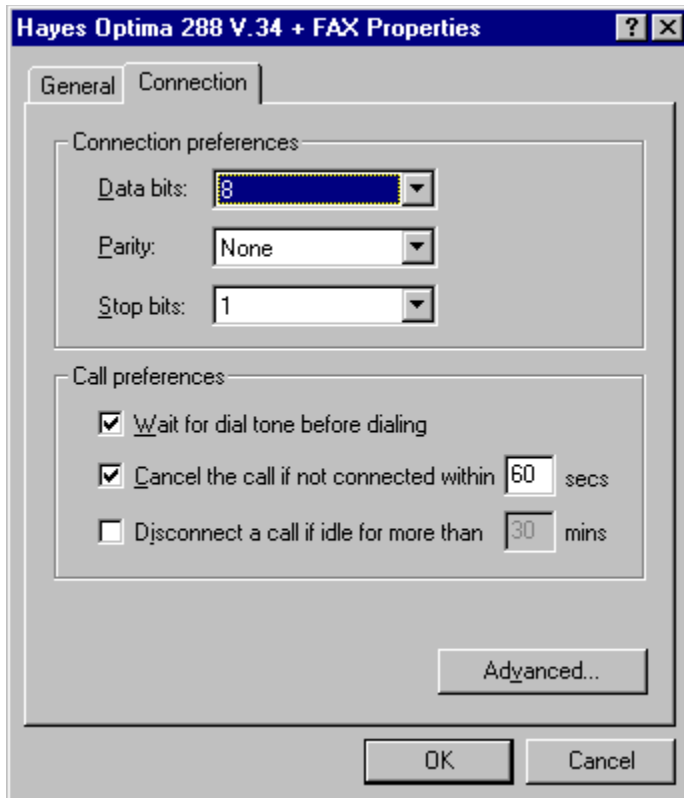 Hayes Optima 288 V.34 + FAX Properties ?
General Connection
Connection preferences
Data bits: 8
Parity: None
Stop bits: 1
Call preferences
Wait for dial tone before dialing
Cancel the call if not connected within 60 secs
Disconnect a call if idle for more than 30 mins
Advanced...
OK Cancel